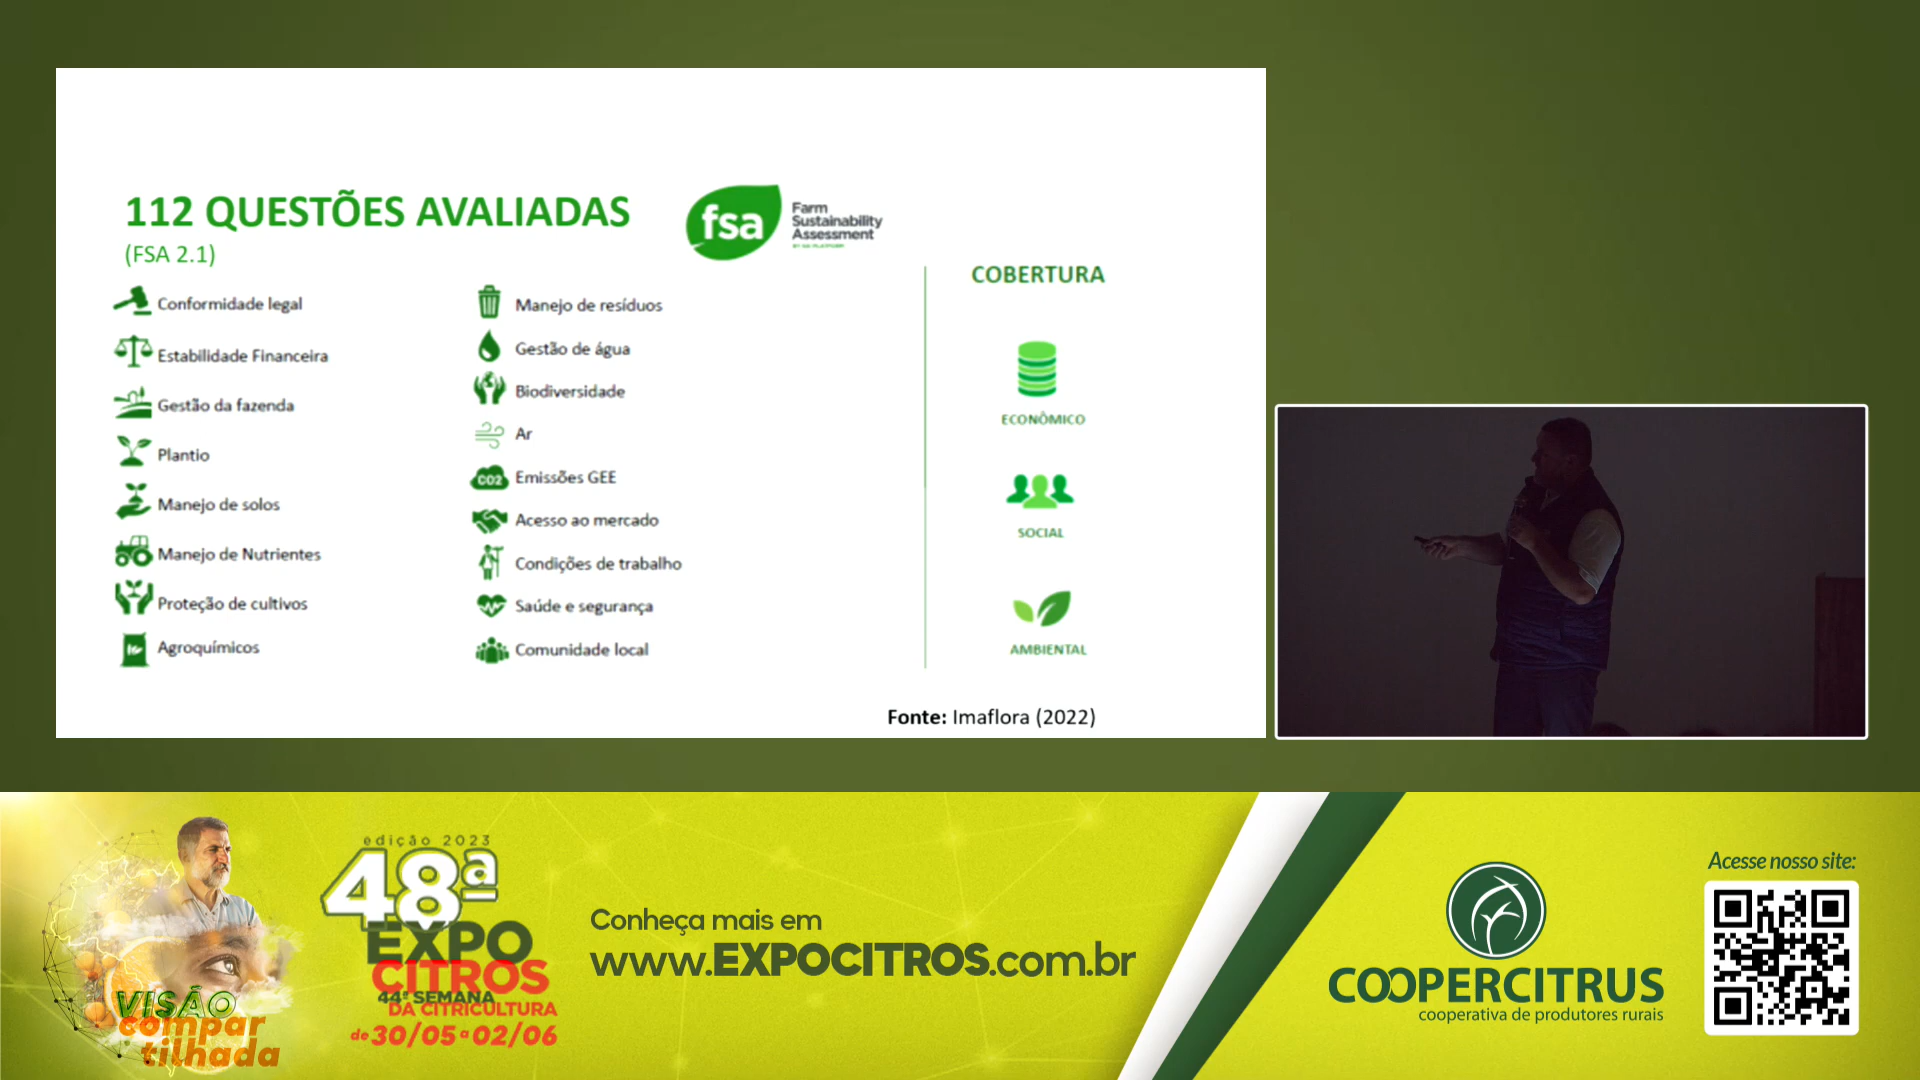 112 QUESTÕES AVALIADAS
(FSA 2.1)
fsa
Farm
Sustainability
Assessment
BY SAI PLATFORM
Conformidade legal
Estabilidade Financeira
Gestão da fazenda
Plantio
Manejo de solos
Manejo de Nutrientes
Proteção de cultivos
Agroquímicos
Manejo de resíduos
Gestão de água
Biodiversidade
Ar
CO2
Emissões GEE
Acesso ao mercado
Condições de trabalho
Saúde e segurança
Comunidade local
COBERTURA
ECONÔMICO
SOCIAL
AMBIENTAL
Fonte: Imaflora (2022)
VISÃO
compar
tilhada
edição 2023
48ª
EXPO
CITROS
44ª SEMANA
DA CITRICULTURA
de 30/05 a 02/06
Conheça mais em
www.EXPOCITROS.com.br
COOPERCITRUS
cooperativa de produtores rurais
Acesse nosso site: